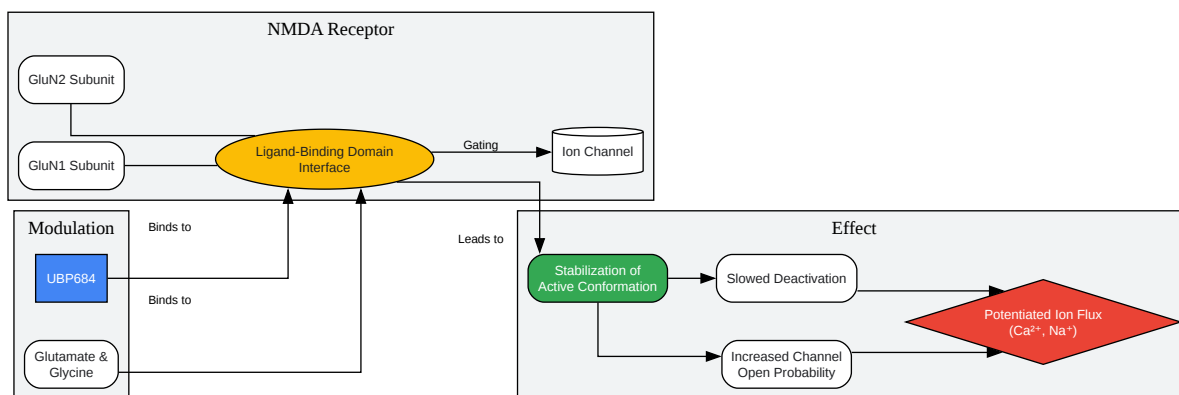 NMDA Receptor
GluN2 Subunit
GluN1 Subunit
Ligand-Binding Domain
Interface
Gating
Ion Channel
Modulation
Binds to
UBP684
Binds to
Glutamate &
Glycine
Leads to
Effect
Stabilization of
Active Conformation
Slowed Deactivation
Increased Channel
Open Probability
Potentiated Ion Flux
(Ca²⁺, Na⁺)